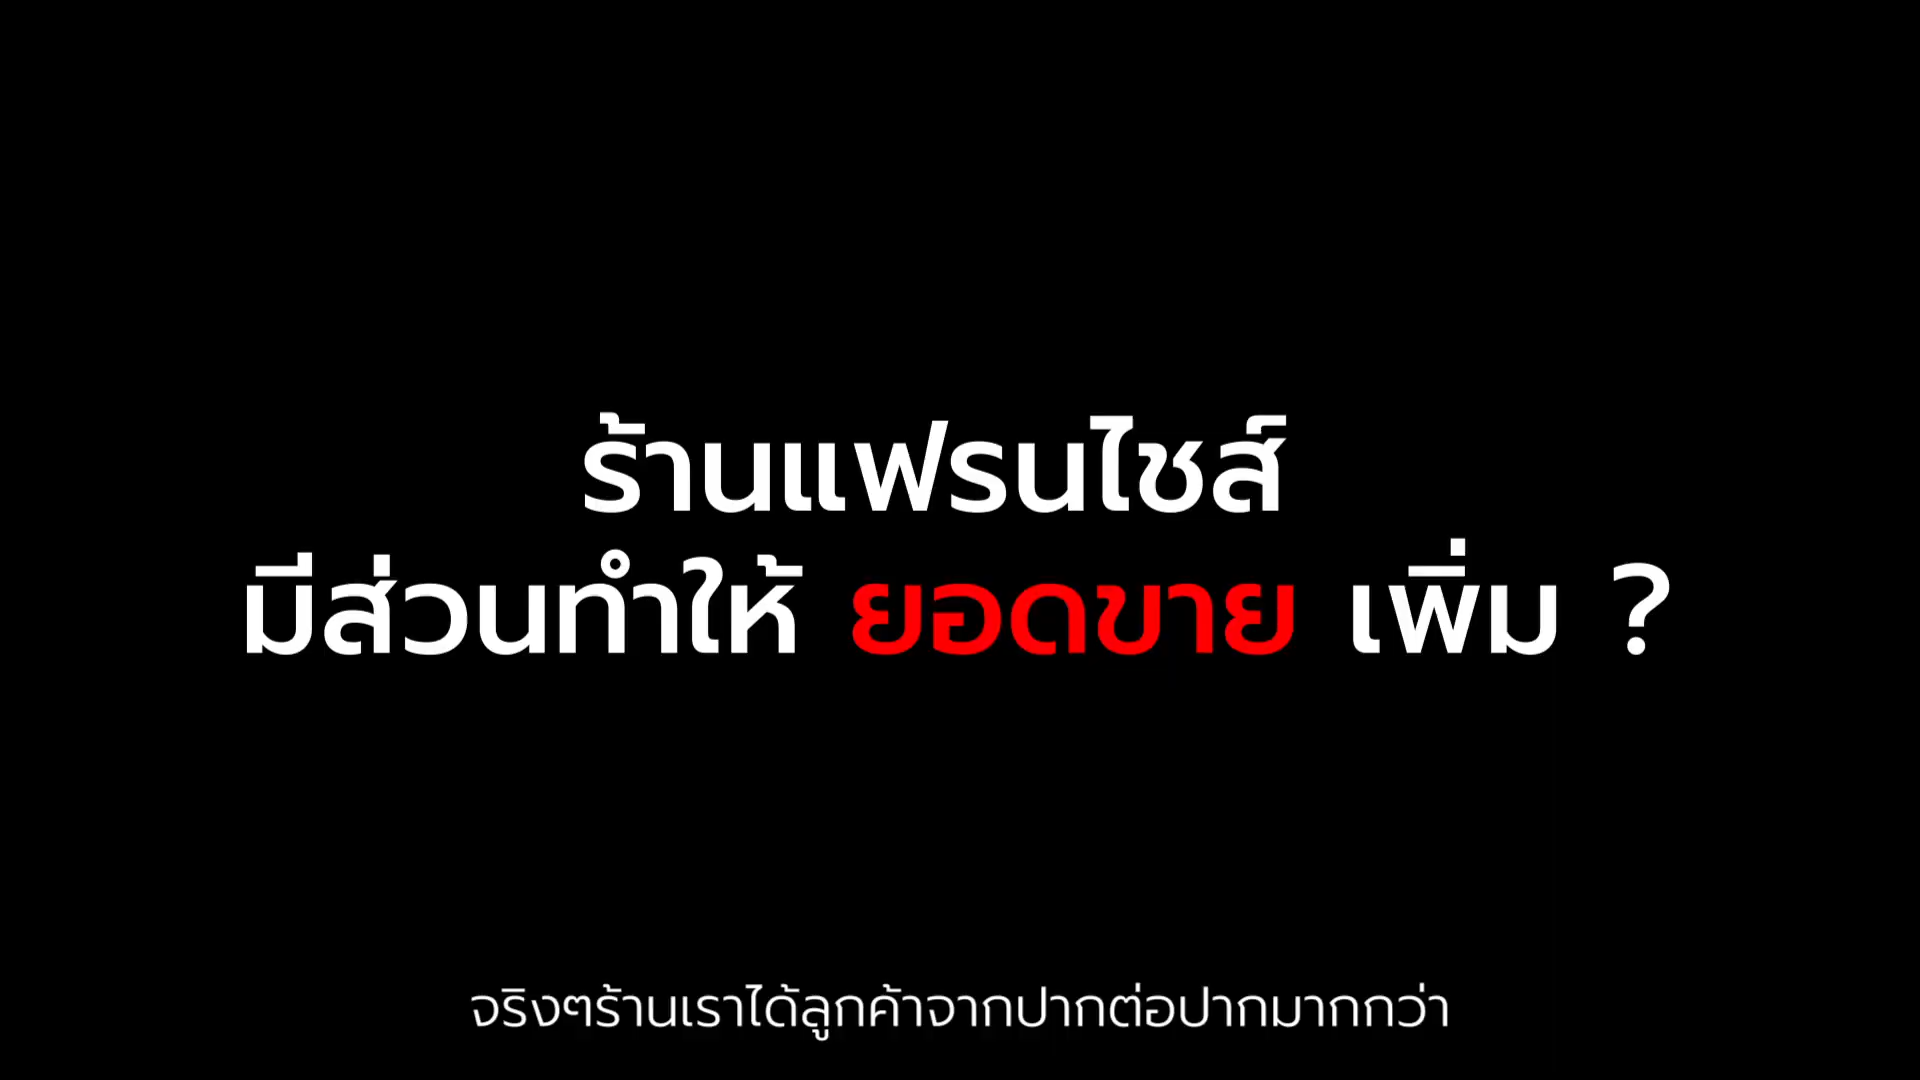 ร้านแฟรนไชส์
มีส่วนทำให้ ยอดขาย เพิ่ม ?
จริงๆร้านเราได้ลูกค้าจากปากต่อปากมากกว่า